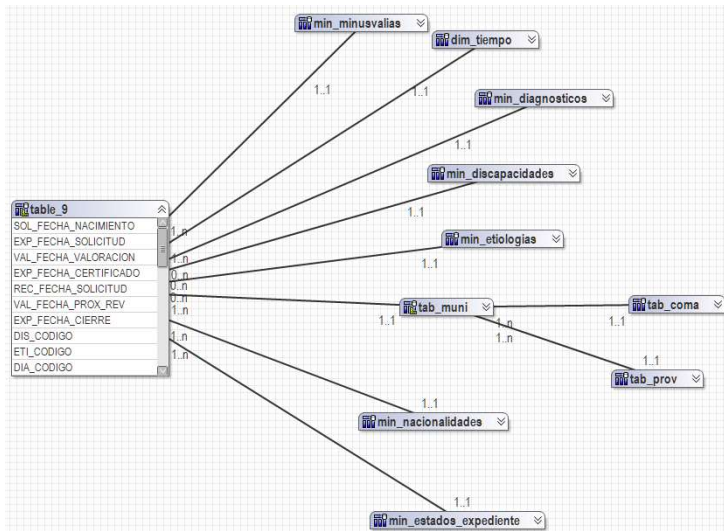 min_minusvalias
dim_tiempo
1..1
1..1
min_diagnosticos
1..1
min_discapacidades
table_9
1..1
SOL_FECHA_NACIMIENTO
1..n
EXP_FECHA_SOLICITUD
min_etiologias
VAL_FECHA_VALORACION
1..n
1..1
EXP_FECHA_CERTIFICADO
0..n
REC_FECHA_SOLICITUD
0..n
VAL_FECHA_PROX_REV
0..n
tab_muni
tab_coma
EXP_FECHA_CIERRE
1..n
1..1
1..n
1..1
DIS_CODIGO
1..n
1..n
ETI_CODIGO
1..n
1..1
DIA_CODIGO
tab_prov
1..1
min_nacionalidades
1..1
min_estados_expediente